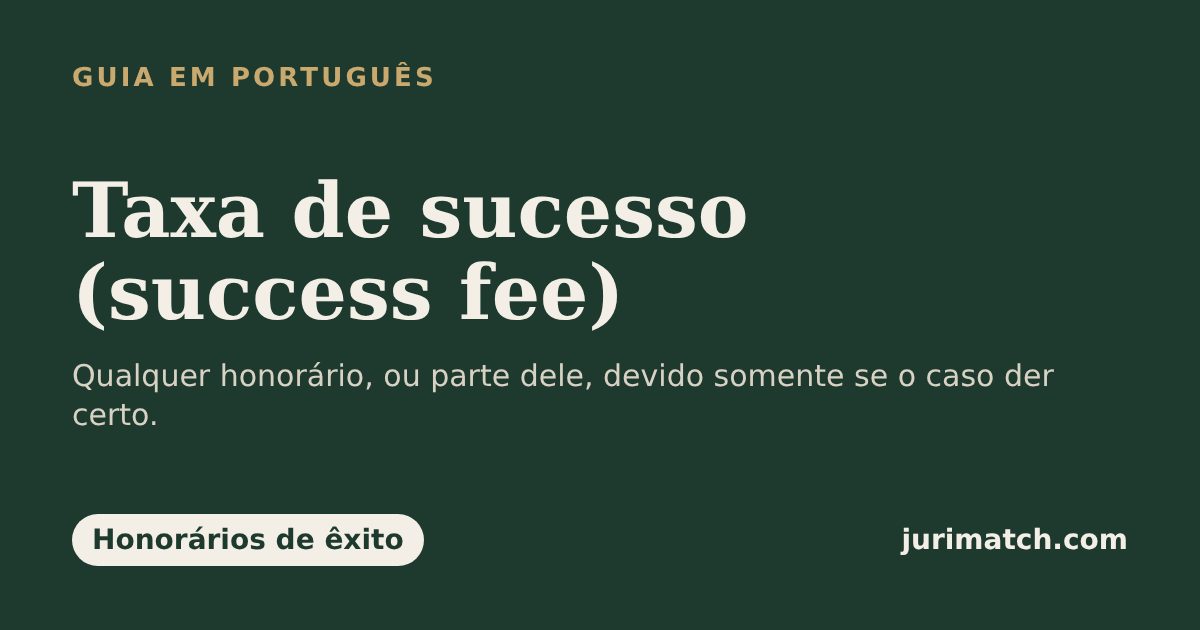 GUIA EM PORTUGUÊS
Taxa de sucesso
(success fee)
Qualquer honorário, ou parte dele, devido somente se o caso der
certo.
Honorários de êxito
jurimatch.com